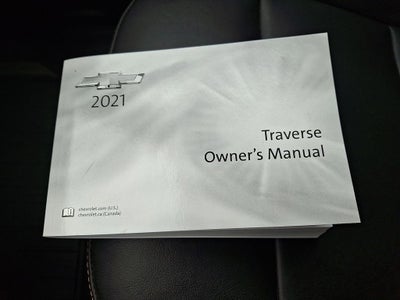 2021
Traverse
Owner's Manual
chevrolet.com (U.S.)
chevrolet.ca (Canada)